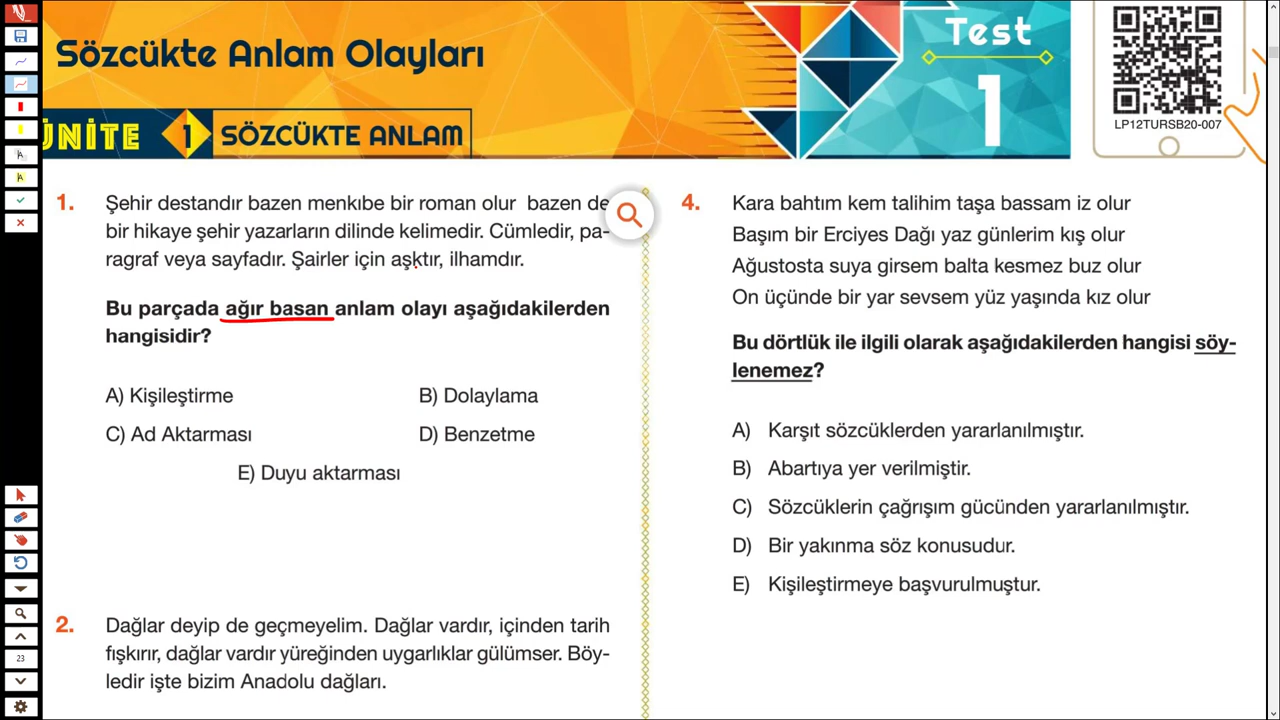 Sözcükte Anlam Olayları
Test
1
LP12TURSB20-007
ÜNİTE 1 SÖZCÜKTE ANLAM
1. Şehir destandır bazen menkıbe bir roman olur bazen de
bir hikaye şehir yazarların dilinde kelimedir. Cümledir, pa-
ragraf veya sayfadır. Şairler için aşktır, ilhamdır.
Bu parçada ağır basan anlam olayı aşağıdakilerden
hangisidir?
A) Kişileştirme
B) Dolaylama
C) Ad Aktarması
D) Benzetme
E) Duyu aktarması
2. Dağlar deyip de geçmeyelim. Dağlar vardır, içinden tarih
fışkırır, dağlar vardır yüreğinden uygarlıklar gülümser. Böy-
ledir işte bizim Anadolu dağları.
4. Kara bahtım kem talihim taşa bassam iz olur
Başım bir Erciyes Dağı yaz günlerim kış olur
Ağustosta suya girsem balta kesmez buz olur
On üçünde bir yar sevsem yüz yaşında kız olur
Bu dörtlük ile ilgili olarak aşağıdakilerden hangisi söy-
lenemez?
A) Karşıt sözcüklerden yararlanılmıştır.
B) Abartıya yer verilmiştir.
C) Sözcüklerin çağrışım gücünden yararlanılmıştır.
D) Bir yakınma söz konusudur.
E) Kişileştirmeye başvurulmuştur.
A
A
23